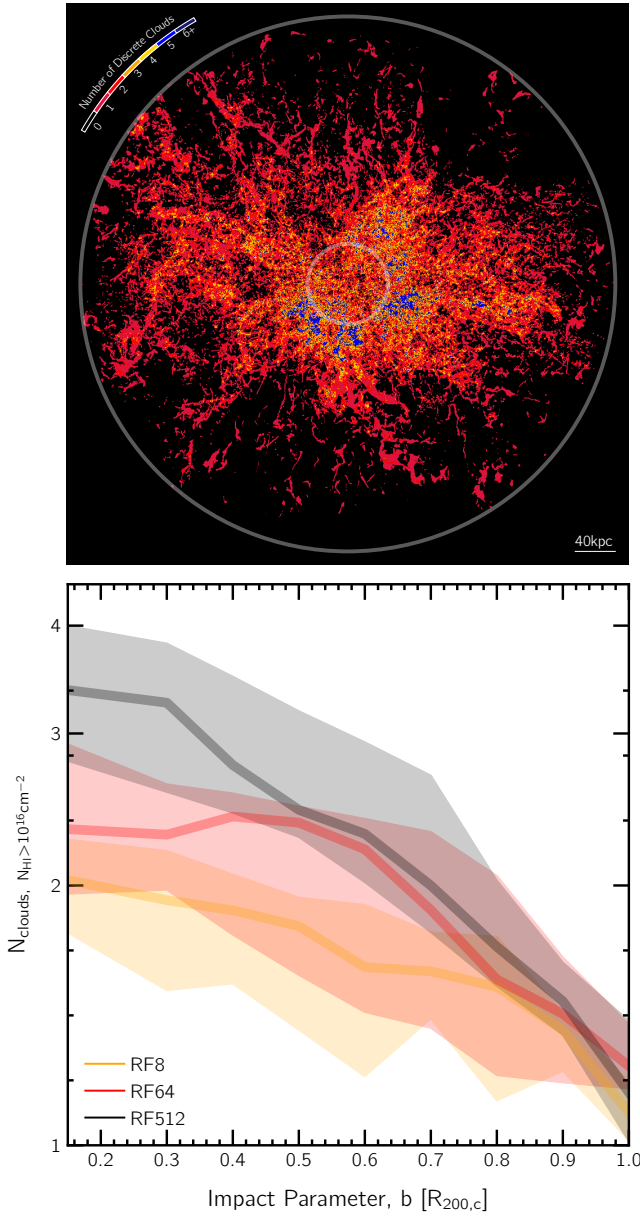 Number of Discrete Clouds
0 1 2 3 4 5 6+
40kpc
4
3
2
1
N_clouds, N_HI>10^16cm^−2
RF8
RF64
RF512
0.2 0.3 0.4 0.5 0.6 0.7 0.8 0.9 1.0
Impact Parameter, b [R_200,c]